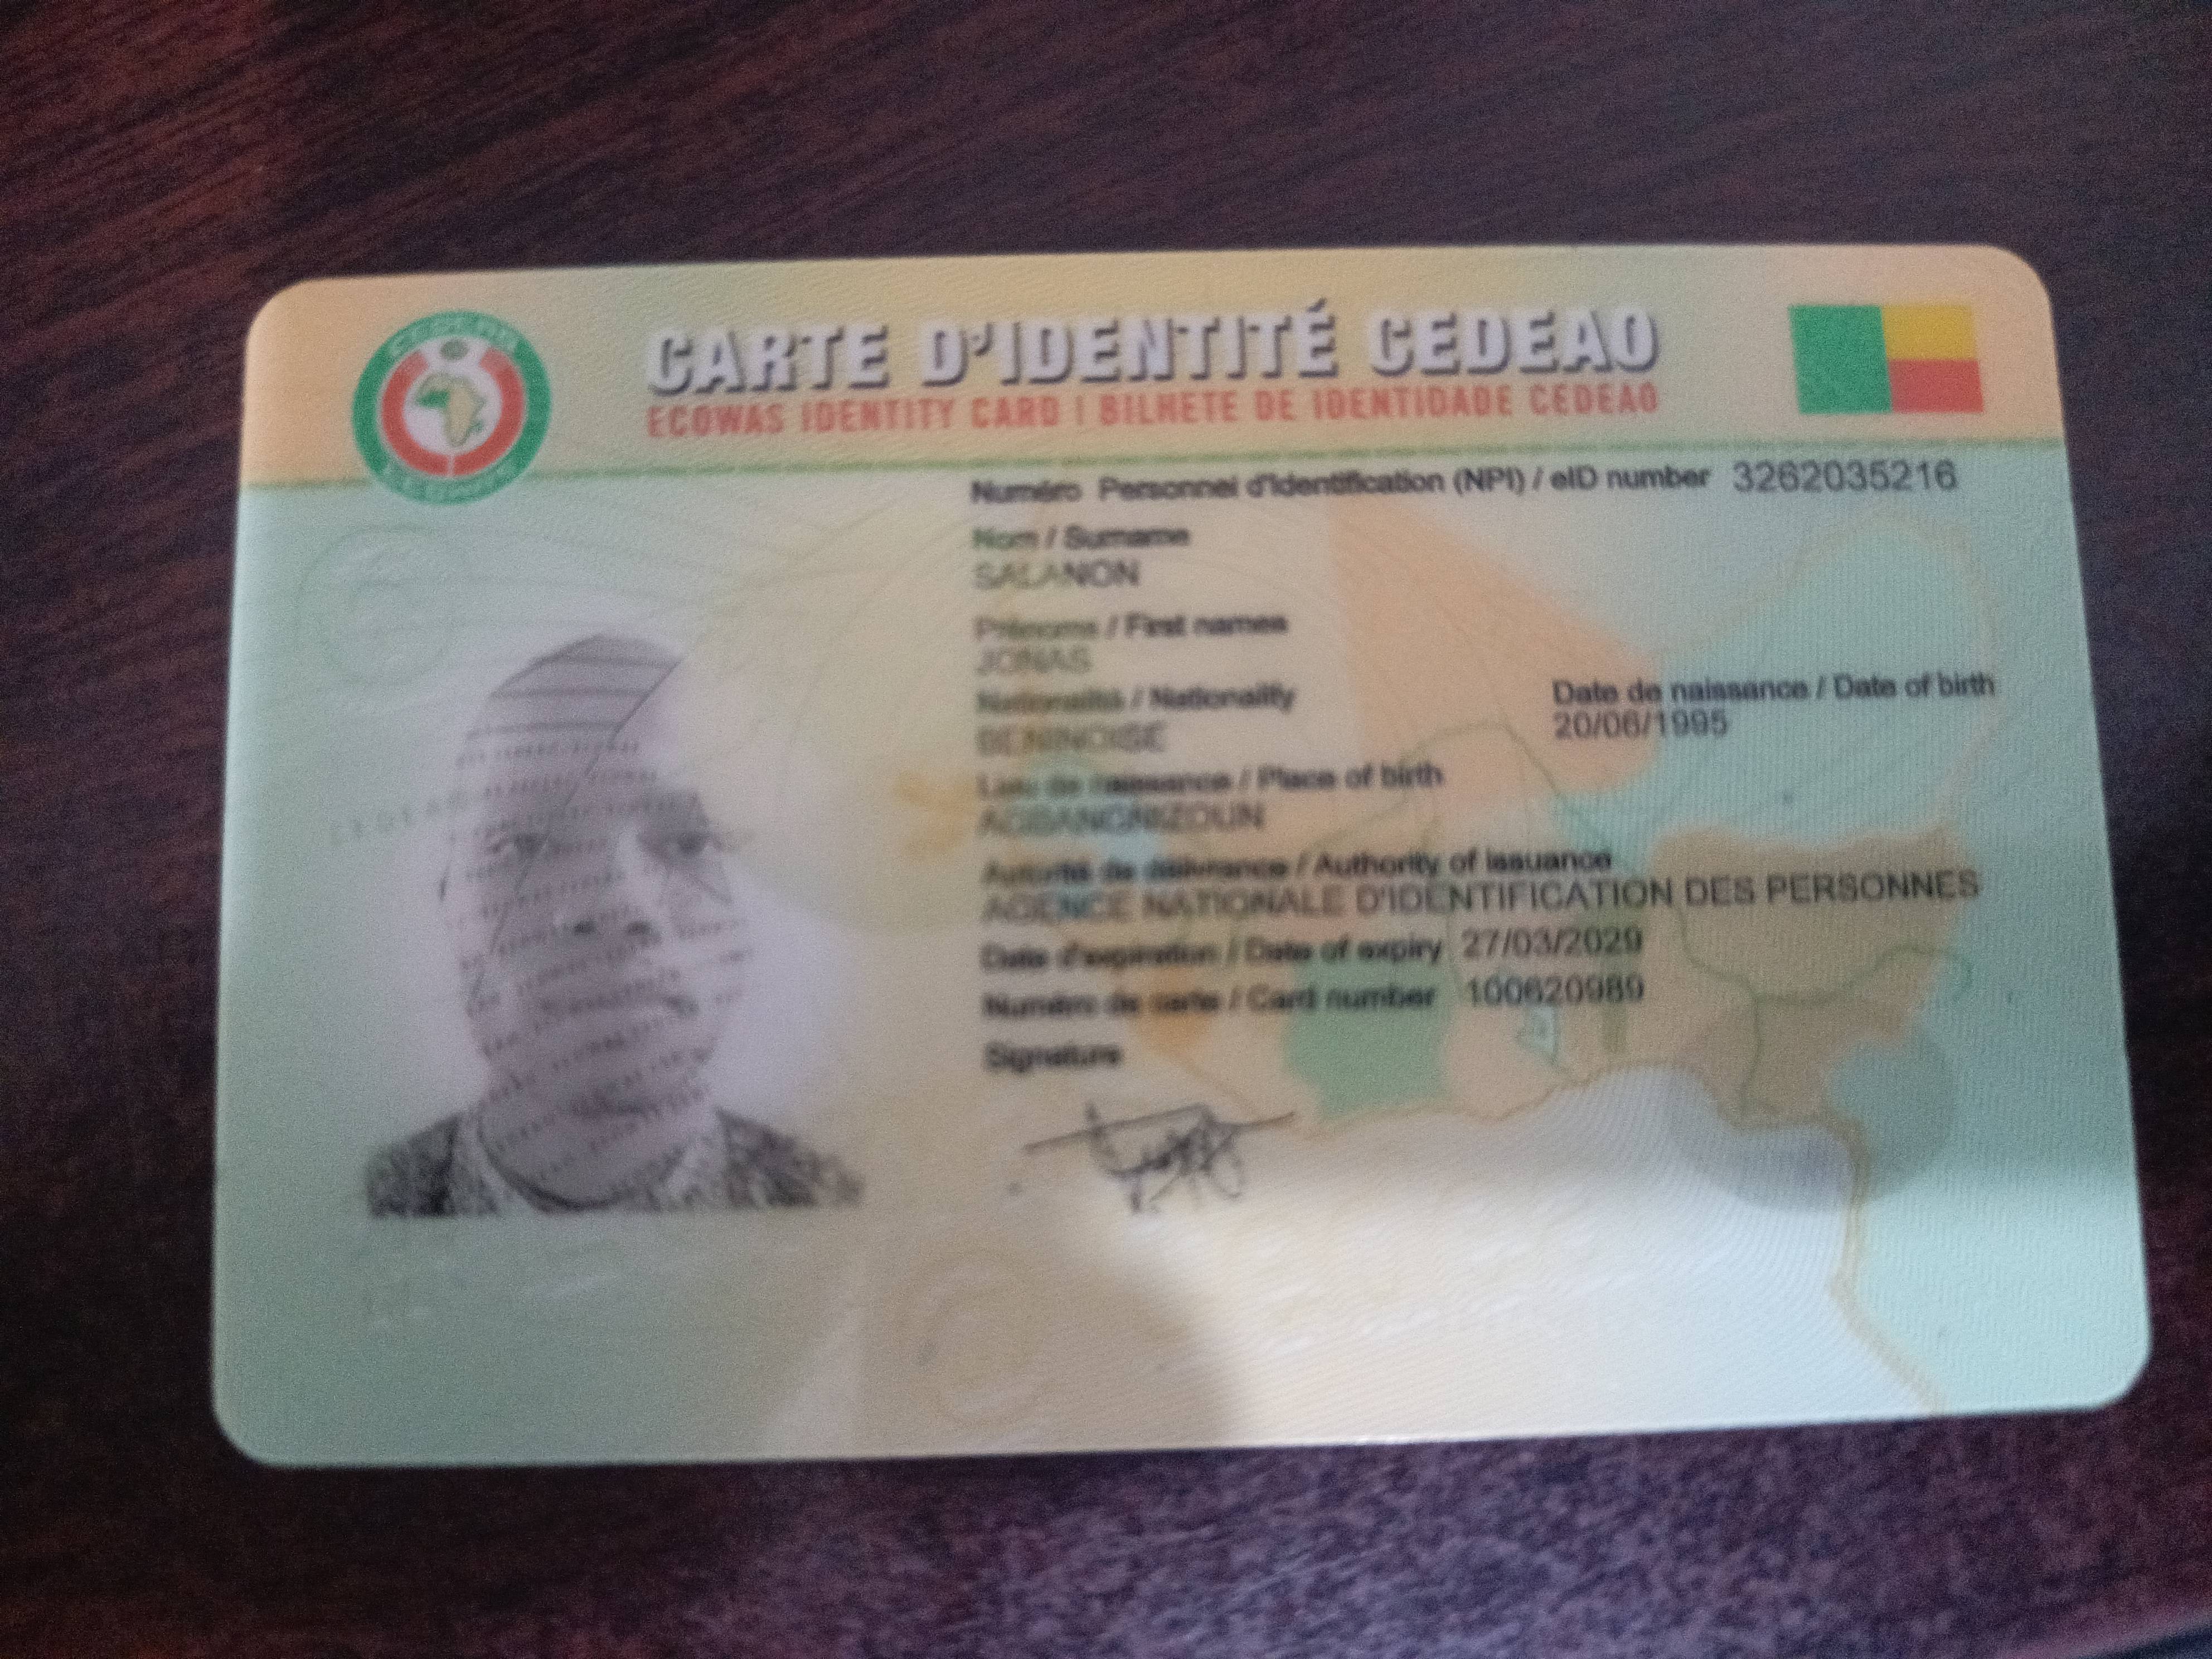 CARTE D'IDENTITÉ CEDEAO
ECOWAS IDENTITY CARD | BILHETE DE IDENTIDADE CEDEAO
Numéro Personnel d'Identification (NPI) / eID number 3262035216
Nom / Surname
SALANON
Prénoms / First names
JONAS
Nationalité / Nationality
BENINOISE
Date de naissance / Date of birth
20/06/1995
Lieu de naissance / Place of birth
AGBANGNIZOUN
Autorité de délivrance / Authority of issuance
AGENCE NATIONALE D'IDENTIFICATION DES PERSONNES
Date d'expiration / Date of expiry 27/03/2029
Numéro de carte / Card number 100620989
Signature